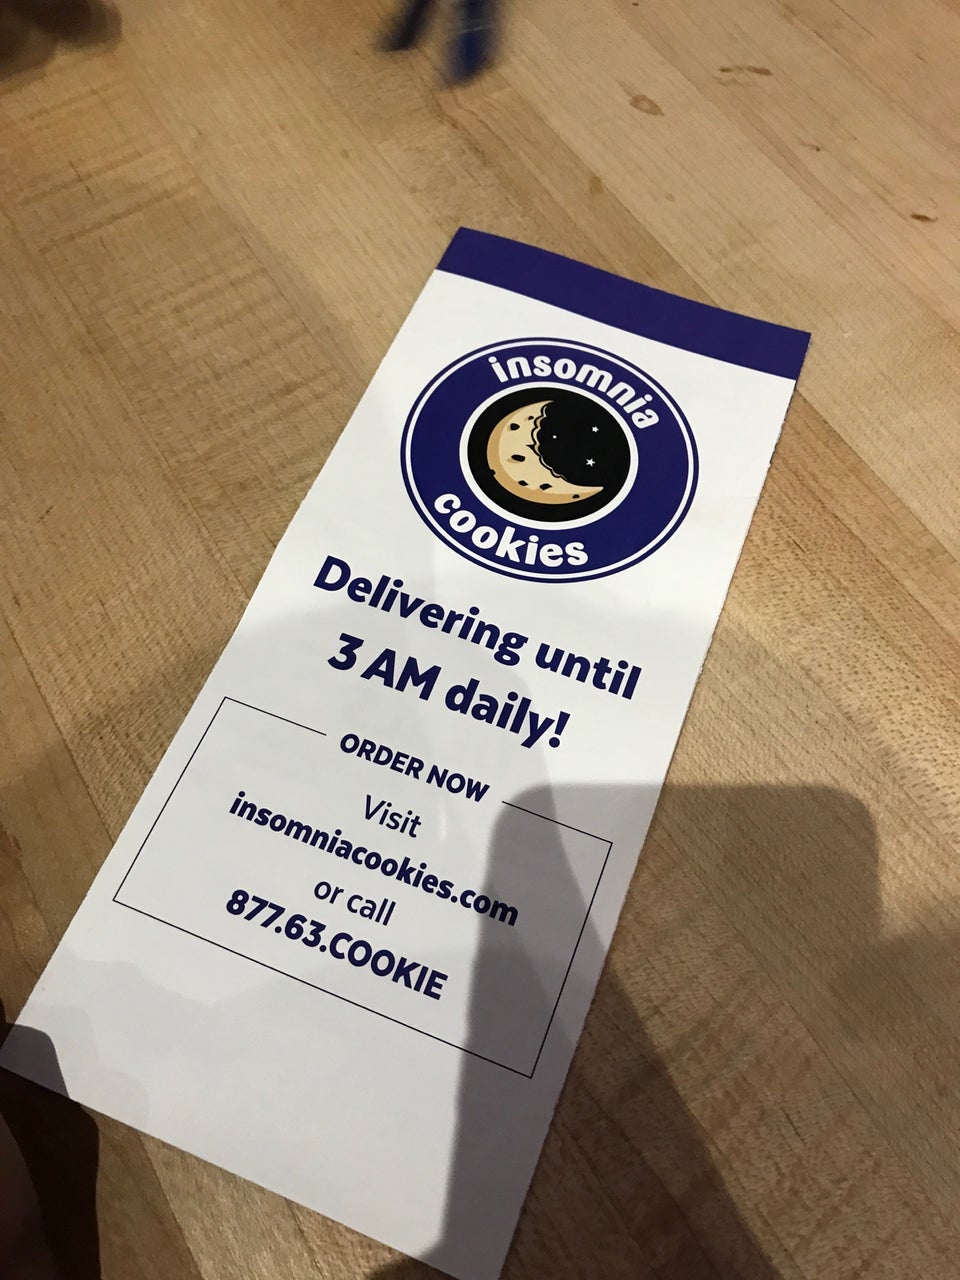 insomnia
cookies
Delivering until
3 AM daily!
ORDER NOW
Visit
insomniacookies.com
or call
877.63.COOKIE